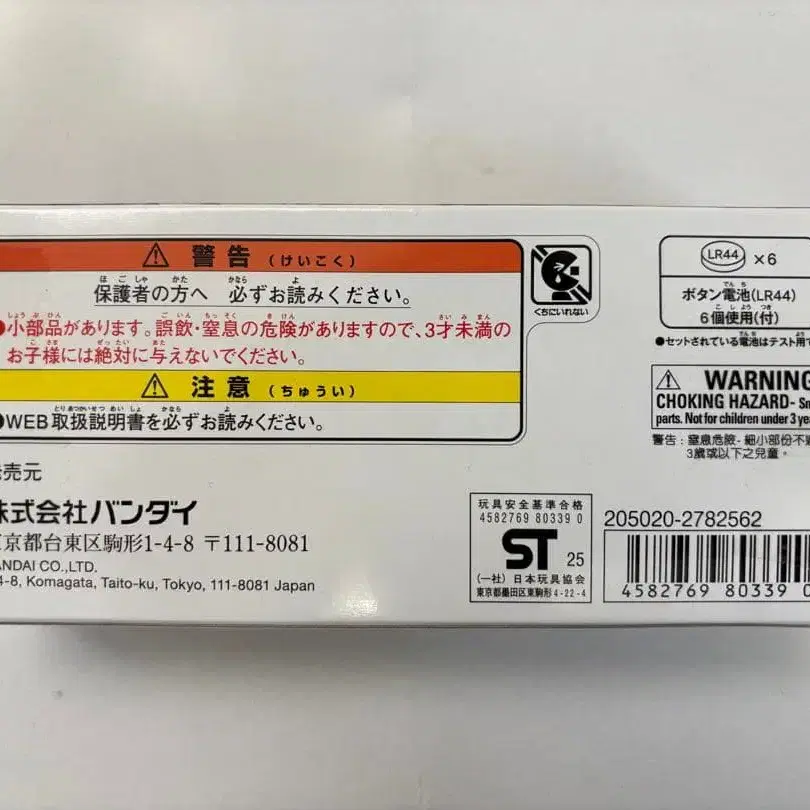 警告 (けいこく)
保護者の方へ 必ずお読みください。
●小部品があります。誤飲・窒息の危険がありますので、3才未満の
お子様には絶対に与えないでください。
注意 (ちゅうい)
●WEB取扱説明書を必ずお読みください。
くちにいれない
LR44 ×6
ボタン電池(LR44)
6個使用(付)
●セットされている電池はテスト用で
WARNING
CHOKING HAZARD- Sm
parts. Not for children under 3 yea
警告：窒息危険- 細小部份不
3歲或以下之兒童。
売元
株式会社バンダイ
東京都台東区駒形1-4-8 〒111-8081
BANDAI CO.,LTD.
4-8, Komagata, Taito-ku, Tokyo, 111-8081 Japan
玩具安全基準合格
4582769 80339 0
ST 25
(一社) 日本玩具協会
東京都墨田区東駒形4-22-4
205020-2782562
4582769 80339 0